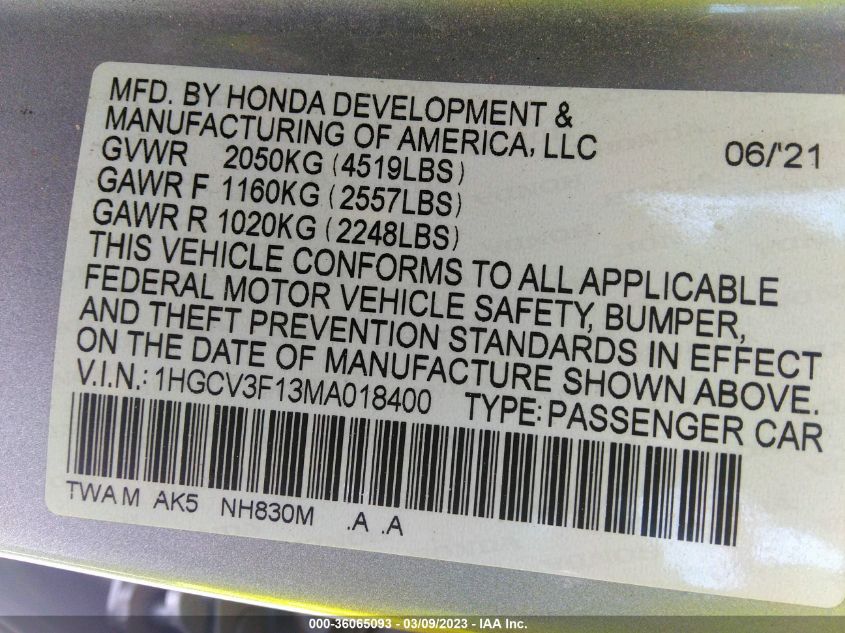 MFD. BY HONDA DEVELOPMENT &
MANUFACTURING OF AMERICA, LLC 06/'21
GVWR 2050KG (4519LBS)
GAWR F 1160KG (2557LBS)
GAWR R 1020KG (2248LBS)
THIS VEHICLE CONFORMS TO ALL APPLICABLE
FEDERAL MOTOR VEHICLE SAFETY, BUMPER,
AND THEFT PREVENTION STANDARDS IN EFFECT
ON THE DATE OF MANUFACTURE SHOWN ABOVE.
V.I.N.: 1HGCV3F13MA018400 TYPE: PASSENGER CAR
TWA M AK5 NH830M .A .A
000-36065093 - 03/09/2023 - IAA Inc.